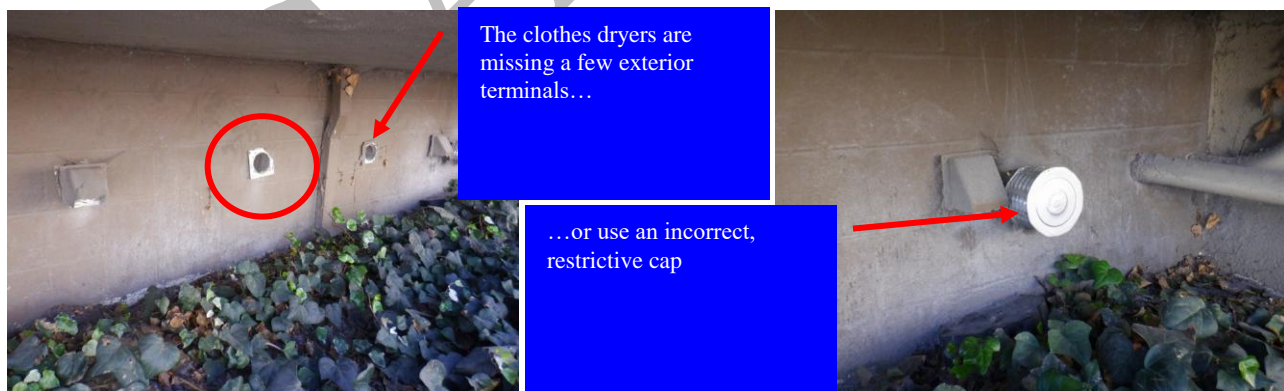 The clothes dryers are
missing a few exterior
terminals…
…or use an incorrect,
restrictive cap